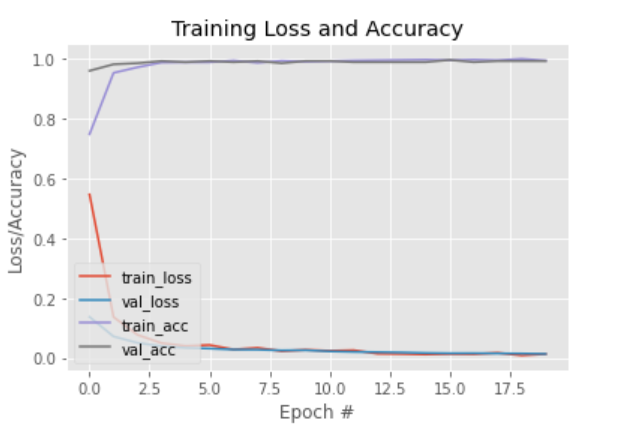 Training Loss and Accuracy
1.0
0.8
0.6
0.4
0.2
0.0
Loss/Accuracy
train_loss
val_loss
train_acc
val_acc
0.0 2.5 5.0 7.5 10.0 12.5 15.0 17.5
Epoch #